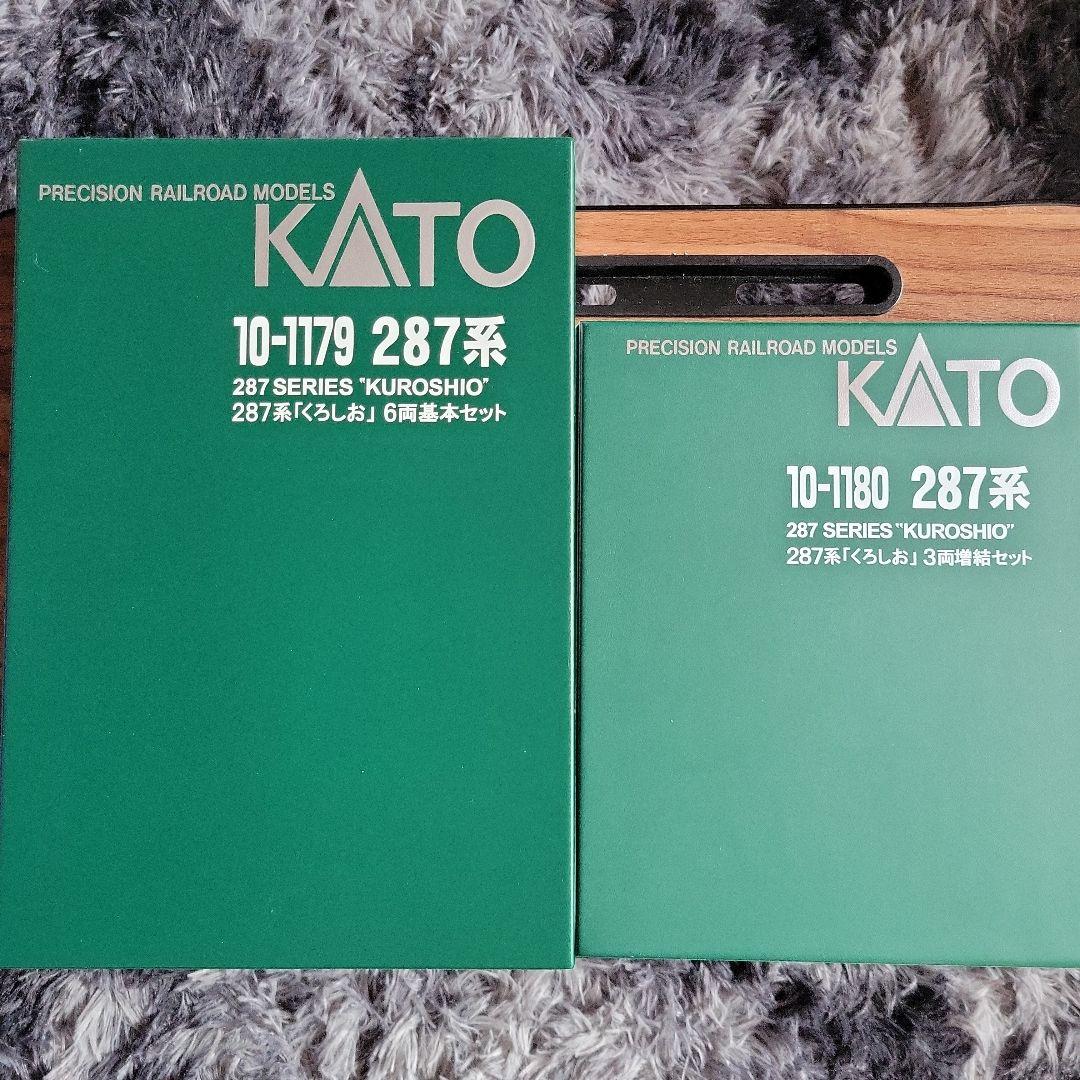 PRECISION RAILROAD MODELS
KATO
10-1179 287系
287 SERIES "KUROSHIO"
287系「くろしお」 6両基本セット
PRECISION RAILROAD MODELS
KATO
10-1180 287系
287 SERIES "KUROSHIO"
287系「くろしお」 3両増結セット